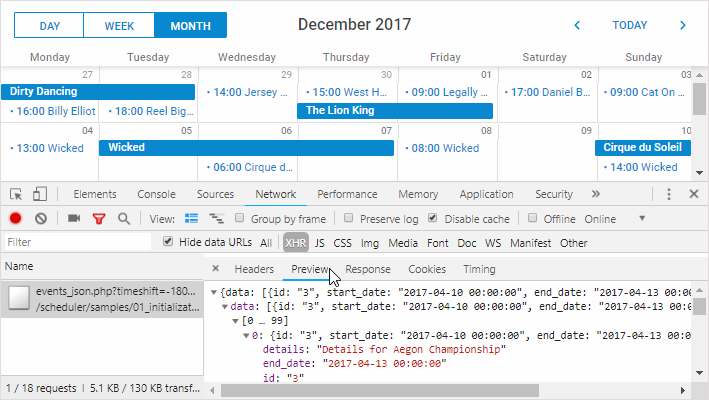 DAY WEEK MONTH December 2017 TODAY
Monday Tuesday Wednesday Thursday Friday Saturday Sunday
27 28 29 30 01 02 03
Dirty Dancing • 14:00 Jersey ... • 15:00 West H... • 09:00 Legally ... • 17:00 Daniel B... • 09:00 Cat On ...
• 16:00 Billy Elliot • 18:00 Reel Big... The Lion King
04 05 06 07 08 09 10
• 13:00 Wicked Wicked • 08:00 Wicked Cirque du Soleil
• 06:00 Cirque d... • 14:00 Wicked
Elements Console Sources Network Performance Memory Application Security »
View: Group by frame Preserve log Disable cache Offline Online
Filter Hide data URLs All XHR JS CSS Img Media Font Doc WS Manifest Other
Name × Headers Preview Response Cookies Timing
events_json.php?timeshift=-180...
/scheduler/samples/01_initializat...
▼{data: [{id: "3", start_date: "2017-04-10 00:00:00", end_date: "2017-04-13 00:00
▼data: [{id: "3", start_date: "2017-04-10 00:00:00", end_date: "2017-04-13 00:00:0
▼[0 … 99]
▼0: {id: "3", start_date: "2017-04-10 00:00:00", end_date: "2017-04-13 00:00:0
details: "Details for Aegon Championship"
end_date: "2017-04-13 00:00:00"
id: "3"
1 / 18 requests | 5.1 KB / 130 KB transf...